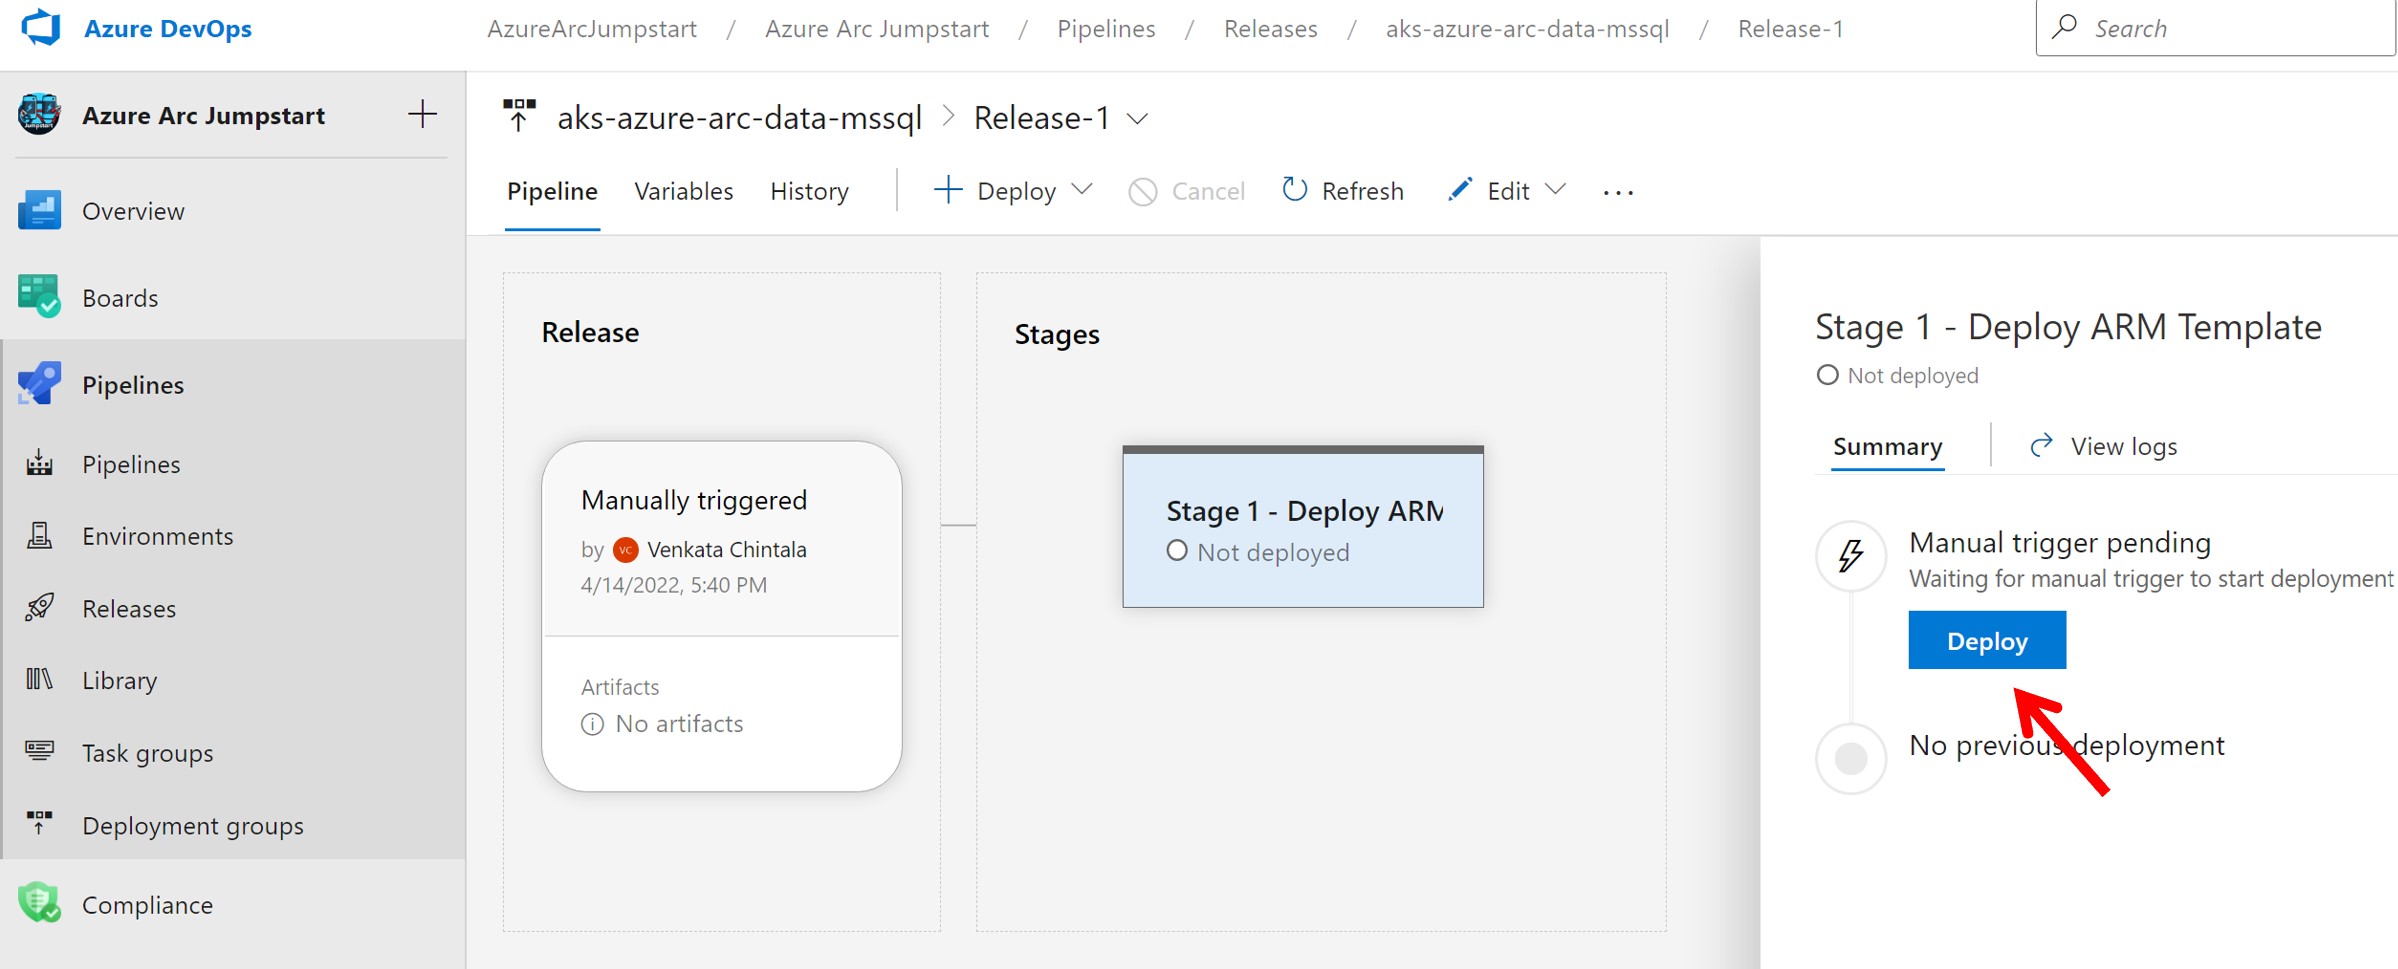 Azure DevOps
AzureArcJumpstart / Azure Arc Jumpstart / Pipelines / Releases / aks-azure-arc-data-mssql / Release-1
Search
Azure Arc Jumpstart
Overview
Boards
Pipelines
Pipelines
Environments
Releases
Library
Task groups
Deployment groups
Compliance
aks-azure-arc-data-mssql > Release-1
Pipeline Variables History Deploy Cancel Refresh Edit ...
Release
Manually triggered
by VC Venkata Chintala
4/14/2022, 5:40 PM
Artifacts
No artifacts
Stages
Stage 1 - Deploy ARM
Not deployed
Stage 1 - Deploy ARM Template
Not deployed
Summary View logs
Manual trigger pending
Waiting for manual trigger to start deployment
Deploy
No previous deployment